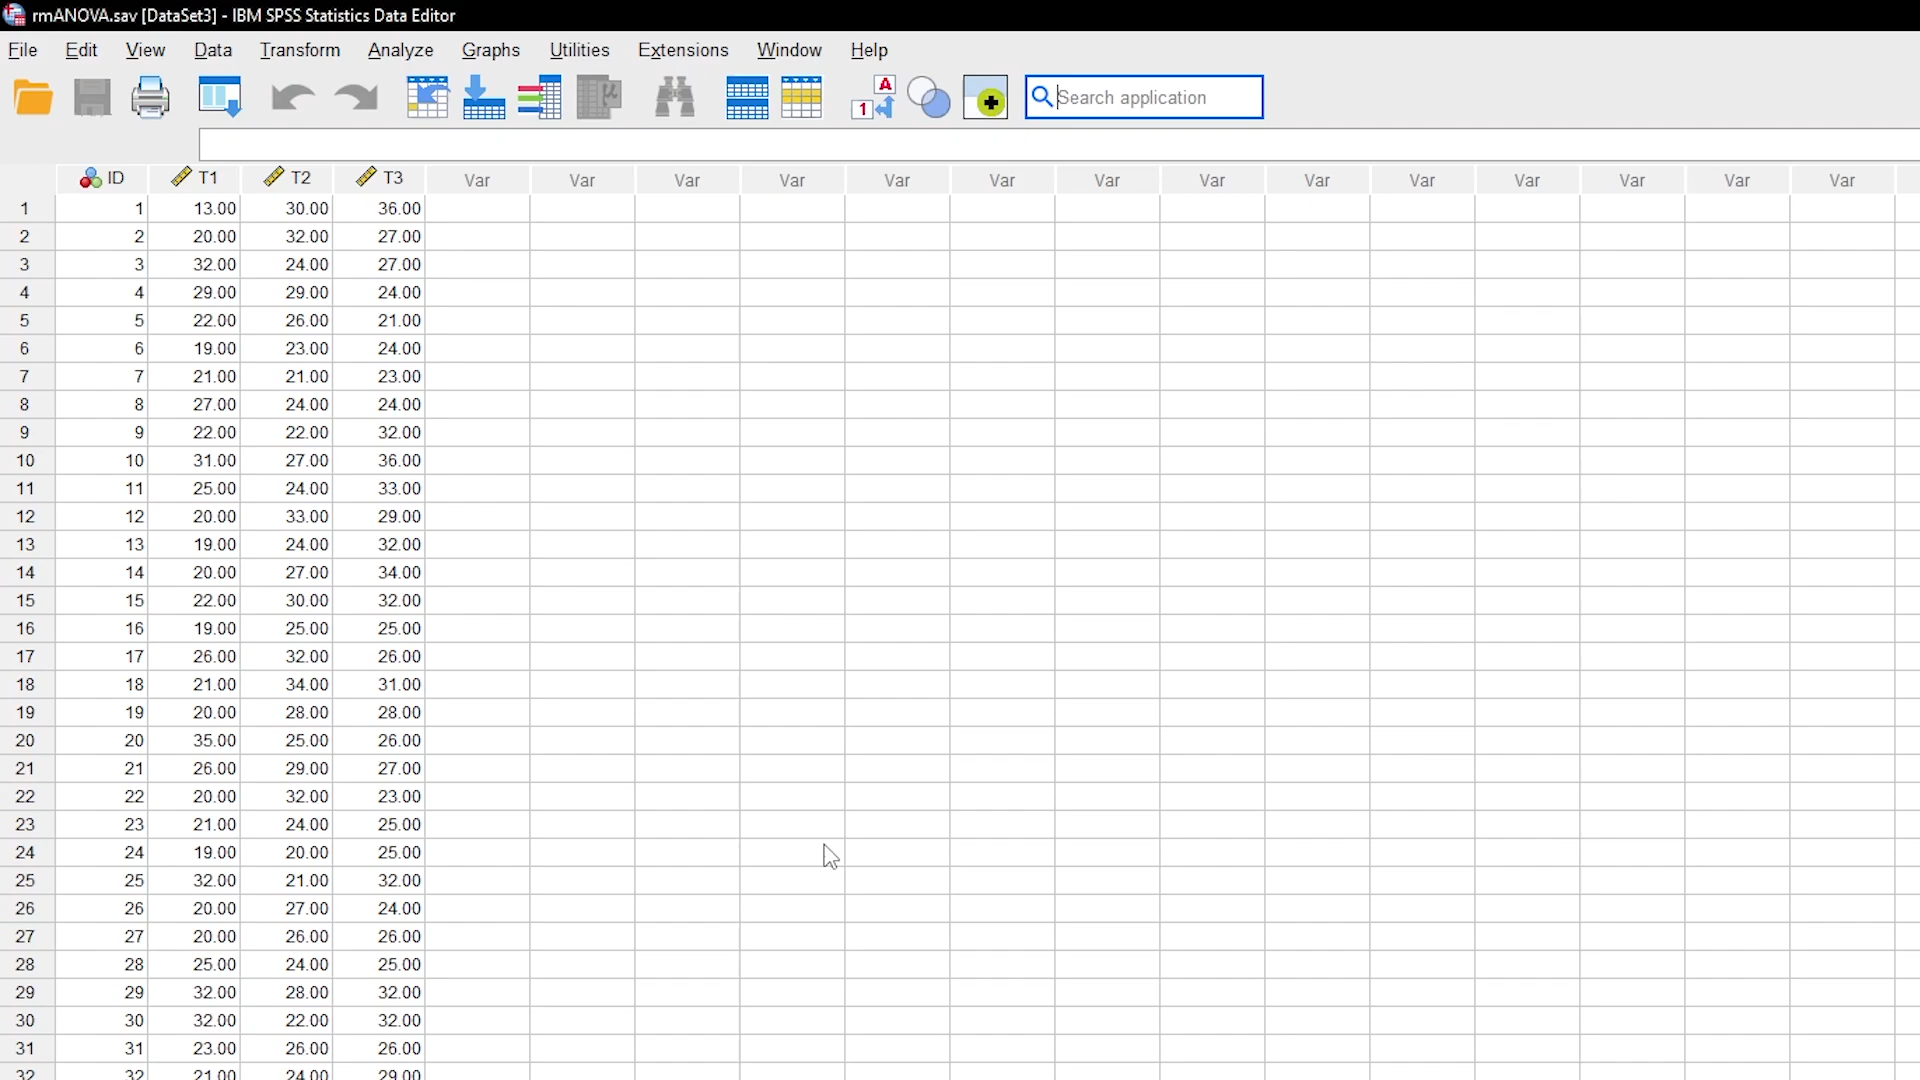 rmANOVA.sav [DataSet3] - IBM SPSS Statistics Data Editor
File Edit View Data Transform Analyze Graphs Utilities Extensions Window Help
A 1 µ Search application
ID T1 T2 T3 Var Var Var Var Var Var Var Var Var Var Var Var Var Var
1 1 13.00 30.00 36.00
2 2 20.00 32.00 27.00
3 3 32.00 24.00 27.00
4 4 29.00 29.00 24.00
5 5 22.00 26.00 21.00
6 6 19.00 23.00 24.00
7 7 21.00 21.00 23.00
8 8 27.00 24.00 24.00
9 9 22.00 22.00 32.00
10 10 31.00 27.00 36.00
11 11 25.00 24.00 33.00
12 12 20.00 33.00 29.00
13 13 19.00 24.00 32.00
14 14 20.00 27.00 34.00
15 15 22.00 30.00 32.00
16 16 19.00 25.00 25.00
17 17 26.00 32.00 26.00
18 18 21.00 34.00 31.00
19 19 20.00 28.00 28.00
20 20 35.00 25.00 26.00
21 21 26.00 29.00 27.00
22 22 20.00 32.00 23.00
23 23 21.00 24.00 25.00
24 24 19.00 20.00 25.00
25 25 32.00 21.00 32.00
26 26 20.00 27.00 24.00
27 27 20.00 26.00 26.00
28 28 25.00 24.00 25.00
29 29 32.00 28.00 32.00
30 30 32.00 22.00 32.00
31 31 23.00 26.00 26.00
32 32 21.00 24.00 29.00